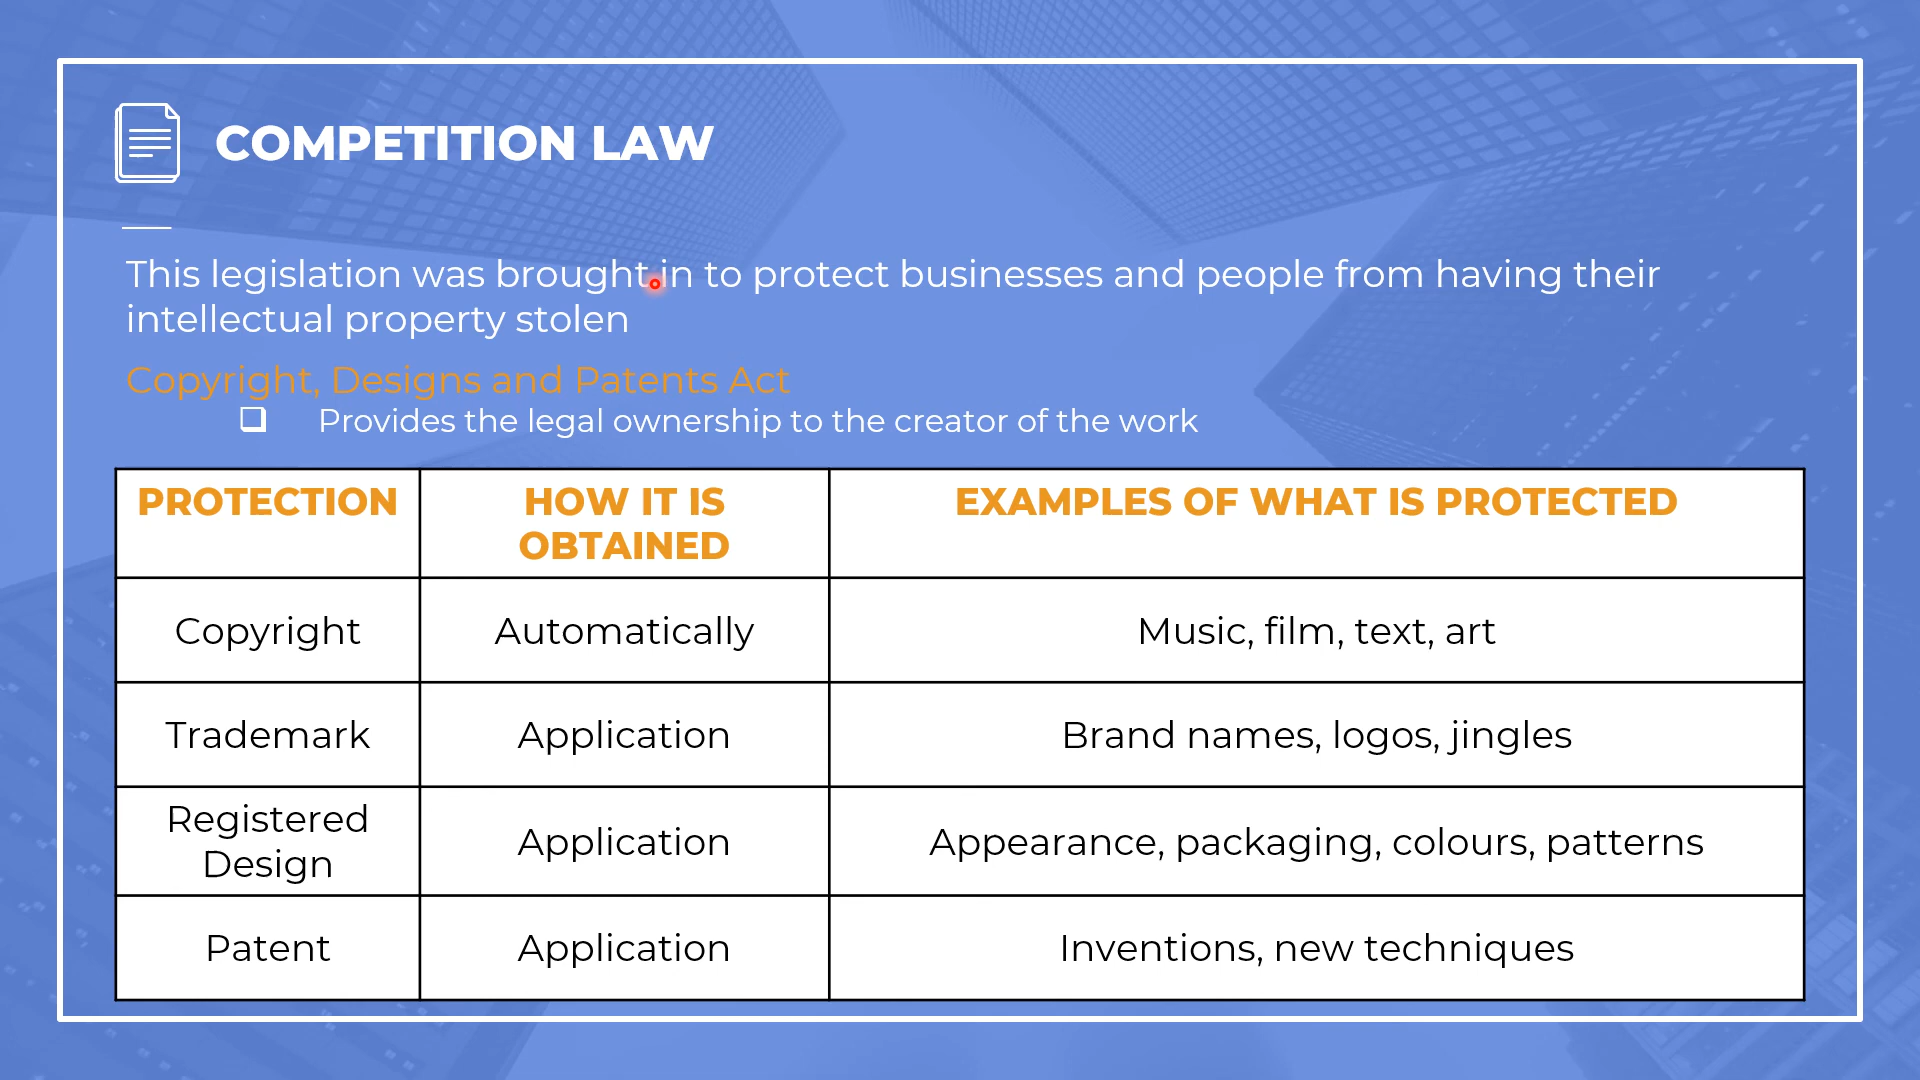 COMPETITION LAW
This legislation was brought in to protect businesses and people from having their
intellectual property stolen
Copyright, Designs and Patents Act
❑ Provides the legal ownership to the creator of the work
PROTECTION
HOW IT IS
OBTAINED
EXAMPLES OF WHAT IS PROTECTED
Copyright
Automatically
Music, film, text, art
Trademark
Application
Brand names, logos, jingles
Registered
Design
Application
Appearance, packaging, colours, patterns
Patent
Application
Inventions, new techniques